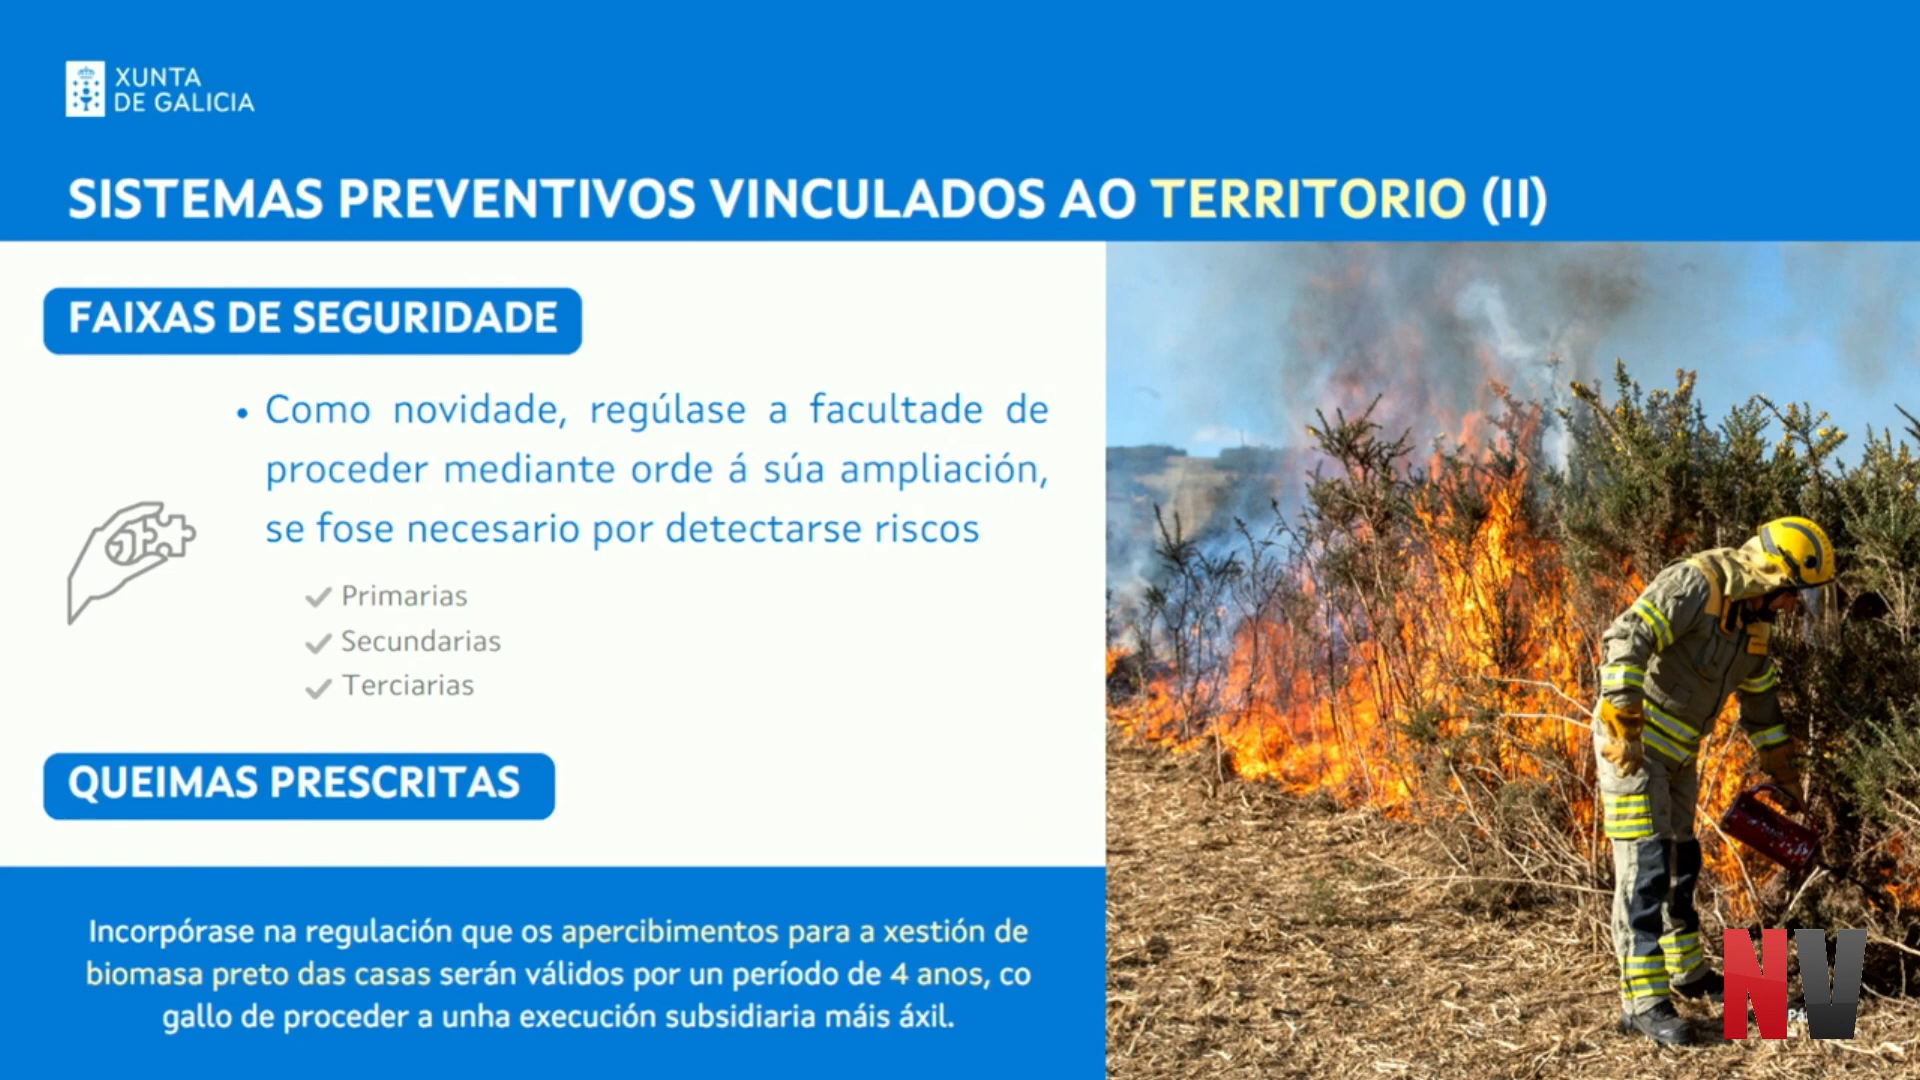 XUNTA
DE GALICIA
SISTEMAS PREVENTIVOS VINCULADOS AO TERRITORIO (II)
FAIXAS DE SEGURIDADE
• Como novidade, regúlase a facultade de
proceder mediante orde á súa ampliación,
se fose necesario por detectarse riscos
Primarias
Secundarias
Terciarias
QUEIMAS PRESCRITAS
Incorpórase na regulación que os apercibimentos para a xestión de
biomasa preto das casas serán válidos por un período de 4 anos, co
gallo de proceder a unha execución subsidiaria máis áxil.
NV